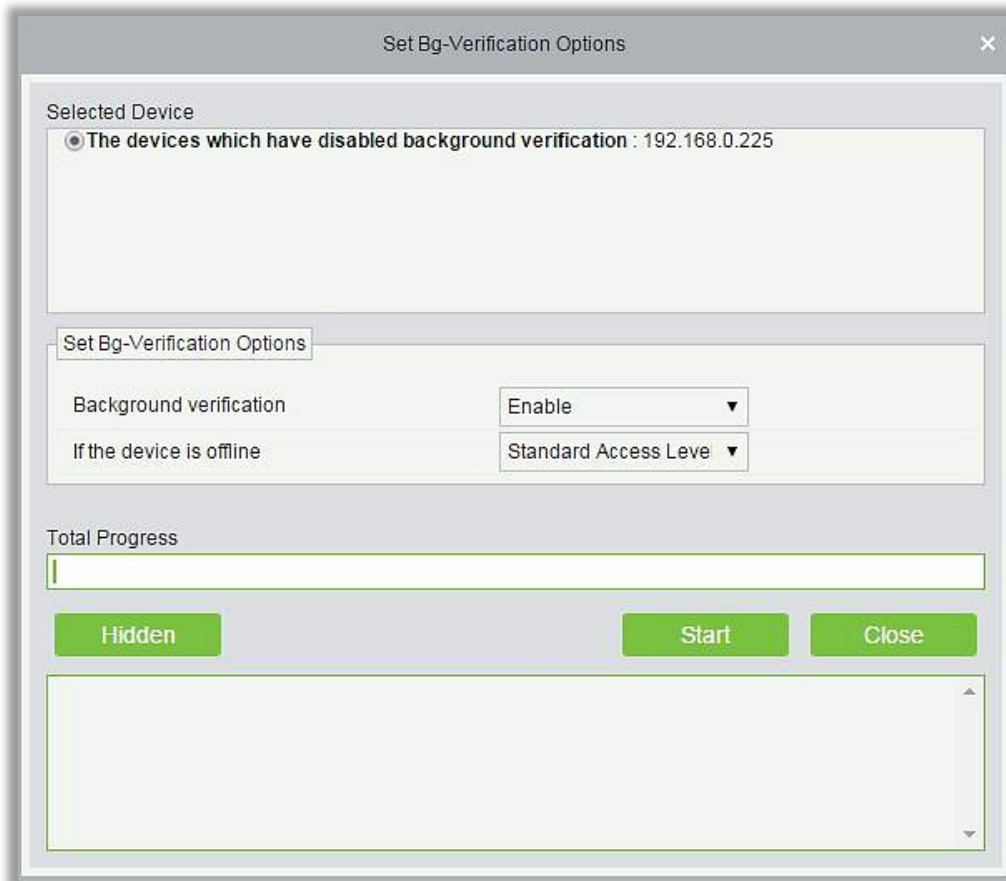 Set Bg-Verification Options
Selected Device
The devices which have disabled background verification : 192.168.0.225
Set Bg-Verification Options
Background verification Enable
If the device is offline Standard Access Leve
Total Progress
Hidden Start Close